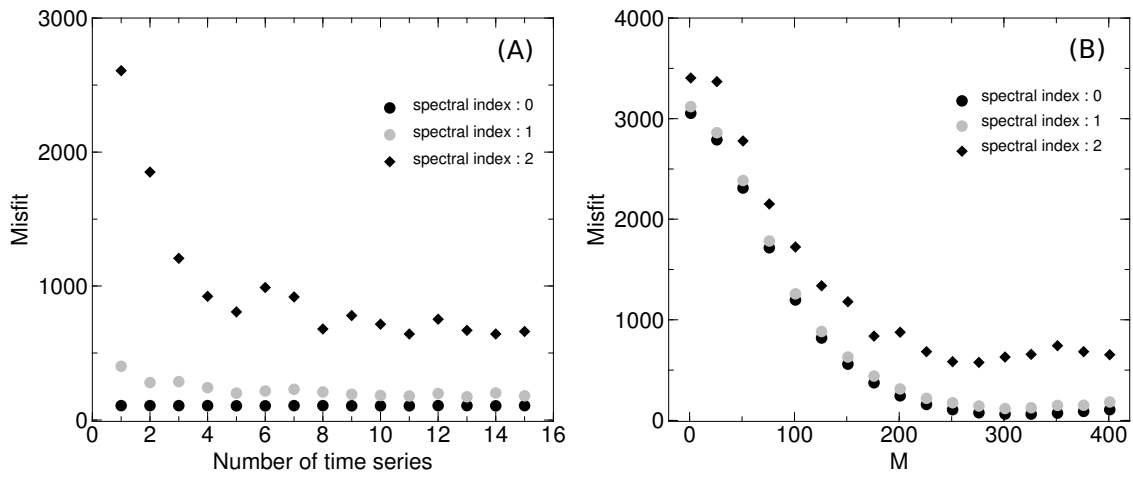 3000
(A)
spectral index : 0
spectral index : 1
spectral index : 2
2000
1000
0
Misfit
0 2 4 6 8 10 12 14 16
Number of time series
4000
(B)
spectral index : 0
spectral index : 1
spectral index : 2
3000
2000
1000
0
Misfit
0 100 200 300 400
M